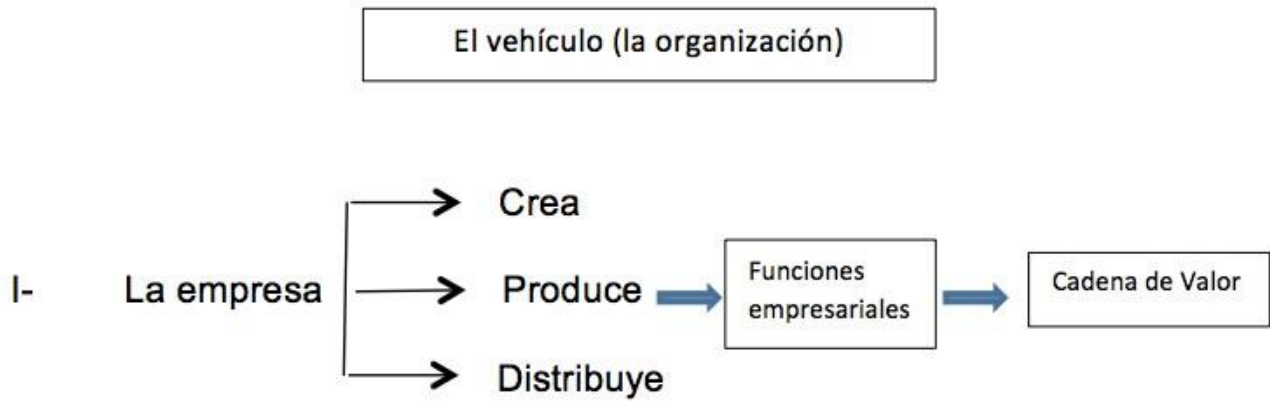 El vehículo (la organización)
Crea
I- La empresa
Produce
Funciones
empresariales
Cadena de Valor
Distribuye